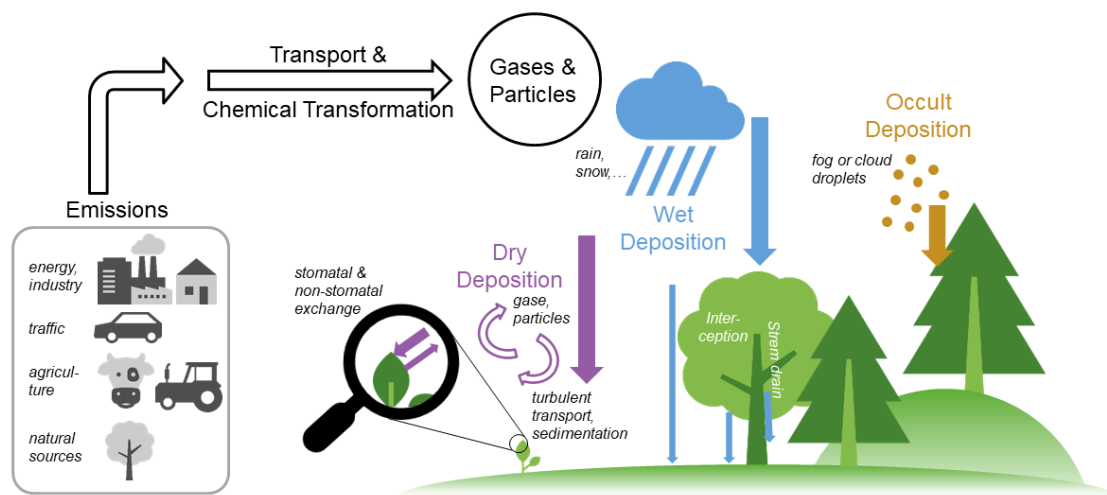 Transport &
Chemical Transformation
Gases &
Particles
Emissions
energy,
industry
traffic
agricul-
ture
natural
sources
rain,
snow,...
Wet
Deposition
Occult
Deposition
fog or cloud
droplets
Dry
Deposition
gase,
particles
stomatal &
non-stomatal
exchange
turbulent
transport,
sedimentation
Inter-
ception
Strem drain